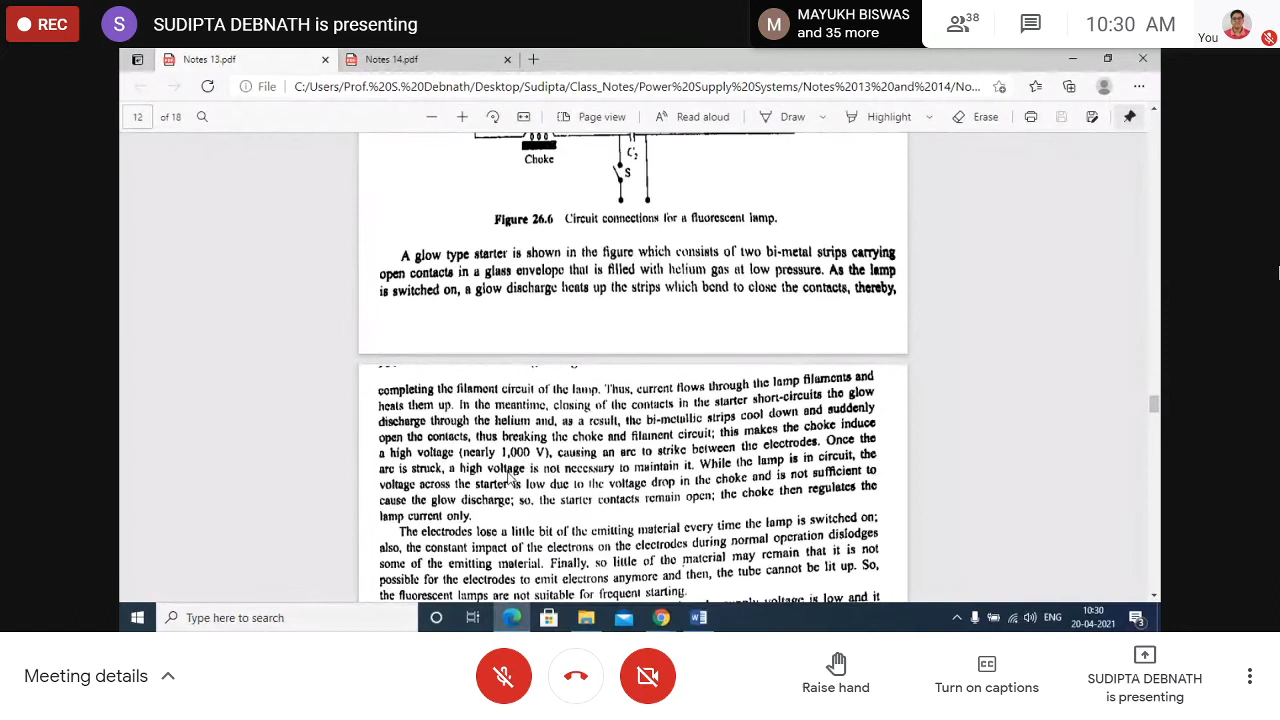 REC
S
SUDIPTA DEBNATH is presenting
M
MAYUKH BISWAS
and 35 more
38
10:30 AM
You
Notes 13.pdf
Notes 14.pdf
File
C:/Users/Prof.%20S.%20Debnath/Desktop/Sudipta/Class_Notes/Power%20Supply%20Systems/Notes%2013%20and%2014/No...
12 of 18
Page view
Read aloud
Draw
Highlight
Erase
Choke
C2
S
Figure 26.6 Circuit connections for a fluorescent lamp.
A glow type starter is shown in the figure which consists of two bi-metal strips carrying
open contacts in a glass envelope that is filled with helium gas at low pressure. As the lamp
is switched on, a glow discharge heats up the strips which bend to close the contacts, thereby,
completing the filament circuit of the lamp. Thus, current flows through the lamp filaments and
heats them up. In the meantime, closing of the contacts in the starter short-circuits the glow
discharge through the helium and, as a result, the bi-metallic strips cool down and suddenly
open the contacts, thus breaking the choke and filament circuit; this makes the choke induce
a high voltage (nearly 1,000 V), causing an arc to strike between the electrodes. Once the
arc is struck, a high voltage is not necessary to maintain it. While the lamp is in circuit, the
voltage across the starter is low due to the voltage drop in the choke and is not sufficient to
cause the glow discharge; so, the starter contacts remain open; the choke then regulates the
lamp current only.
The electrodes lose a little bit of the emitting material every time the lamp is switched on;
also, the constant impact of the electrons on the electrodes during normal operation dislodges
some of the emitting material. Finally, so little of the material may remain that it is not
possible for the electrodes to emit electrons anymore and then, the tube cannot be lit up. So,
the fluorescent lamps are not suitable for frequent starting.
supply voltage is low and it
Type here to search
ENG
10:30
20-04-2021
3
Meeting details
Raise hand
Turn on captions
SUDIPTA DEBNATH
is presenting